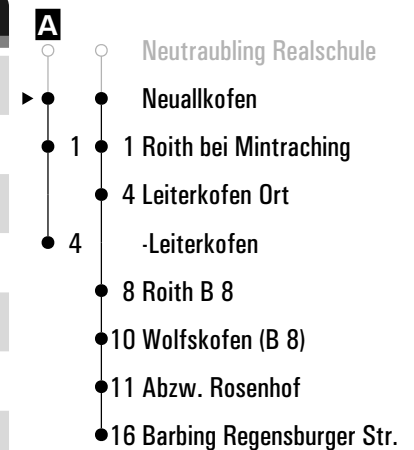 A
Neutraubling Realschule
Neuallkofen
1 1 Roith bei Mintraching
4 Leiterkofen Ort
4 -Leiterkofen
8 Roith B 8
10 Wolfskofen (B 8)
11 Abzw. Rosenhof
16 Barbing Regensburger Str.